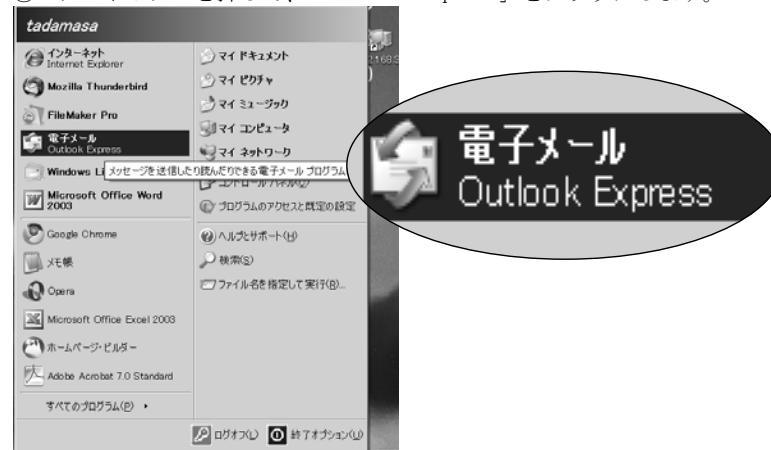 tadamasa
インターネット
Internet Explorer
Mozilla Thunderbird
FileMaker Pro
電子メール
Outlook Express
Windows Li
メッセージを送信したり読んだりできる電子メール プログラム
Microsoft Office Word
2003
Google Chrome
メモ帳
Opera
Microsoft Office Excel 2003
ホームページ・ビルダー
Adobe Acrobat 7.0 Standard
すべてのプログラム(P)
マイ ドキュメント
マイ ピクチャ
マイ ミュージック
マイ コンピュータ
マイ ネットワーク
コントロール パネル(C)
プログラムのアクセスと既定の設定
ヘルプとサポート(H)
検索(S)
ファイル名を指定して実行(R)...
ログオフ(L)
終了オプション(U)
電子メール
Outlook Express